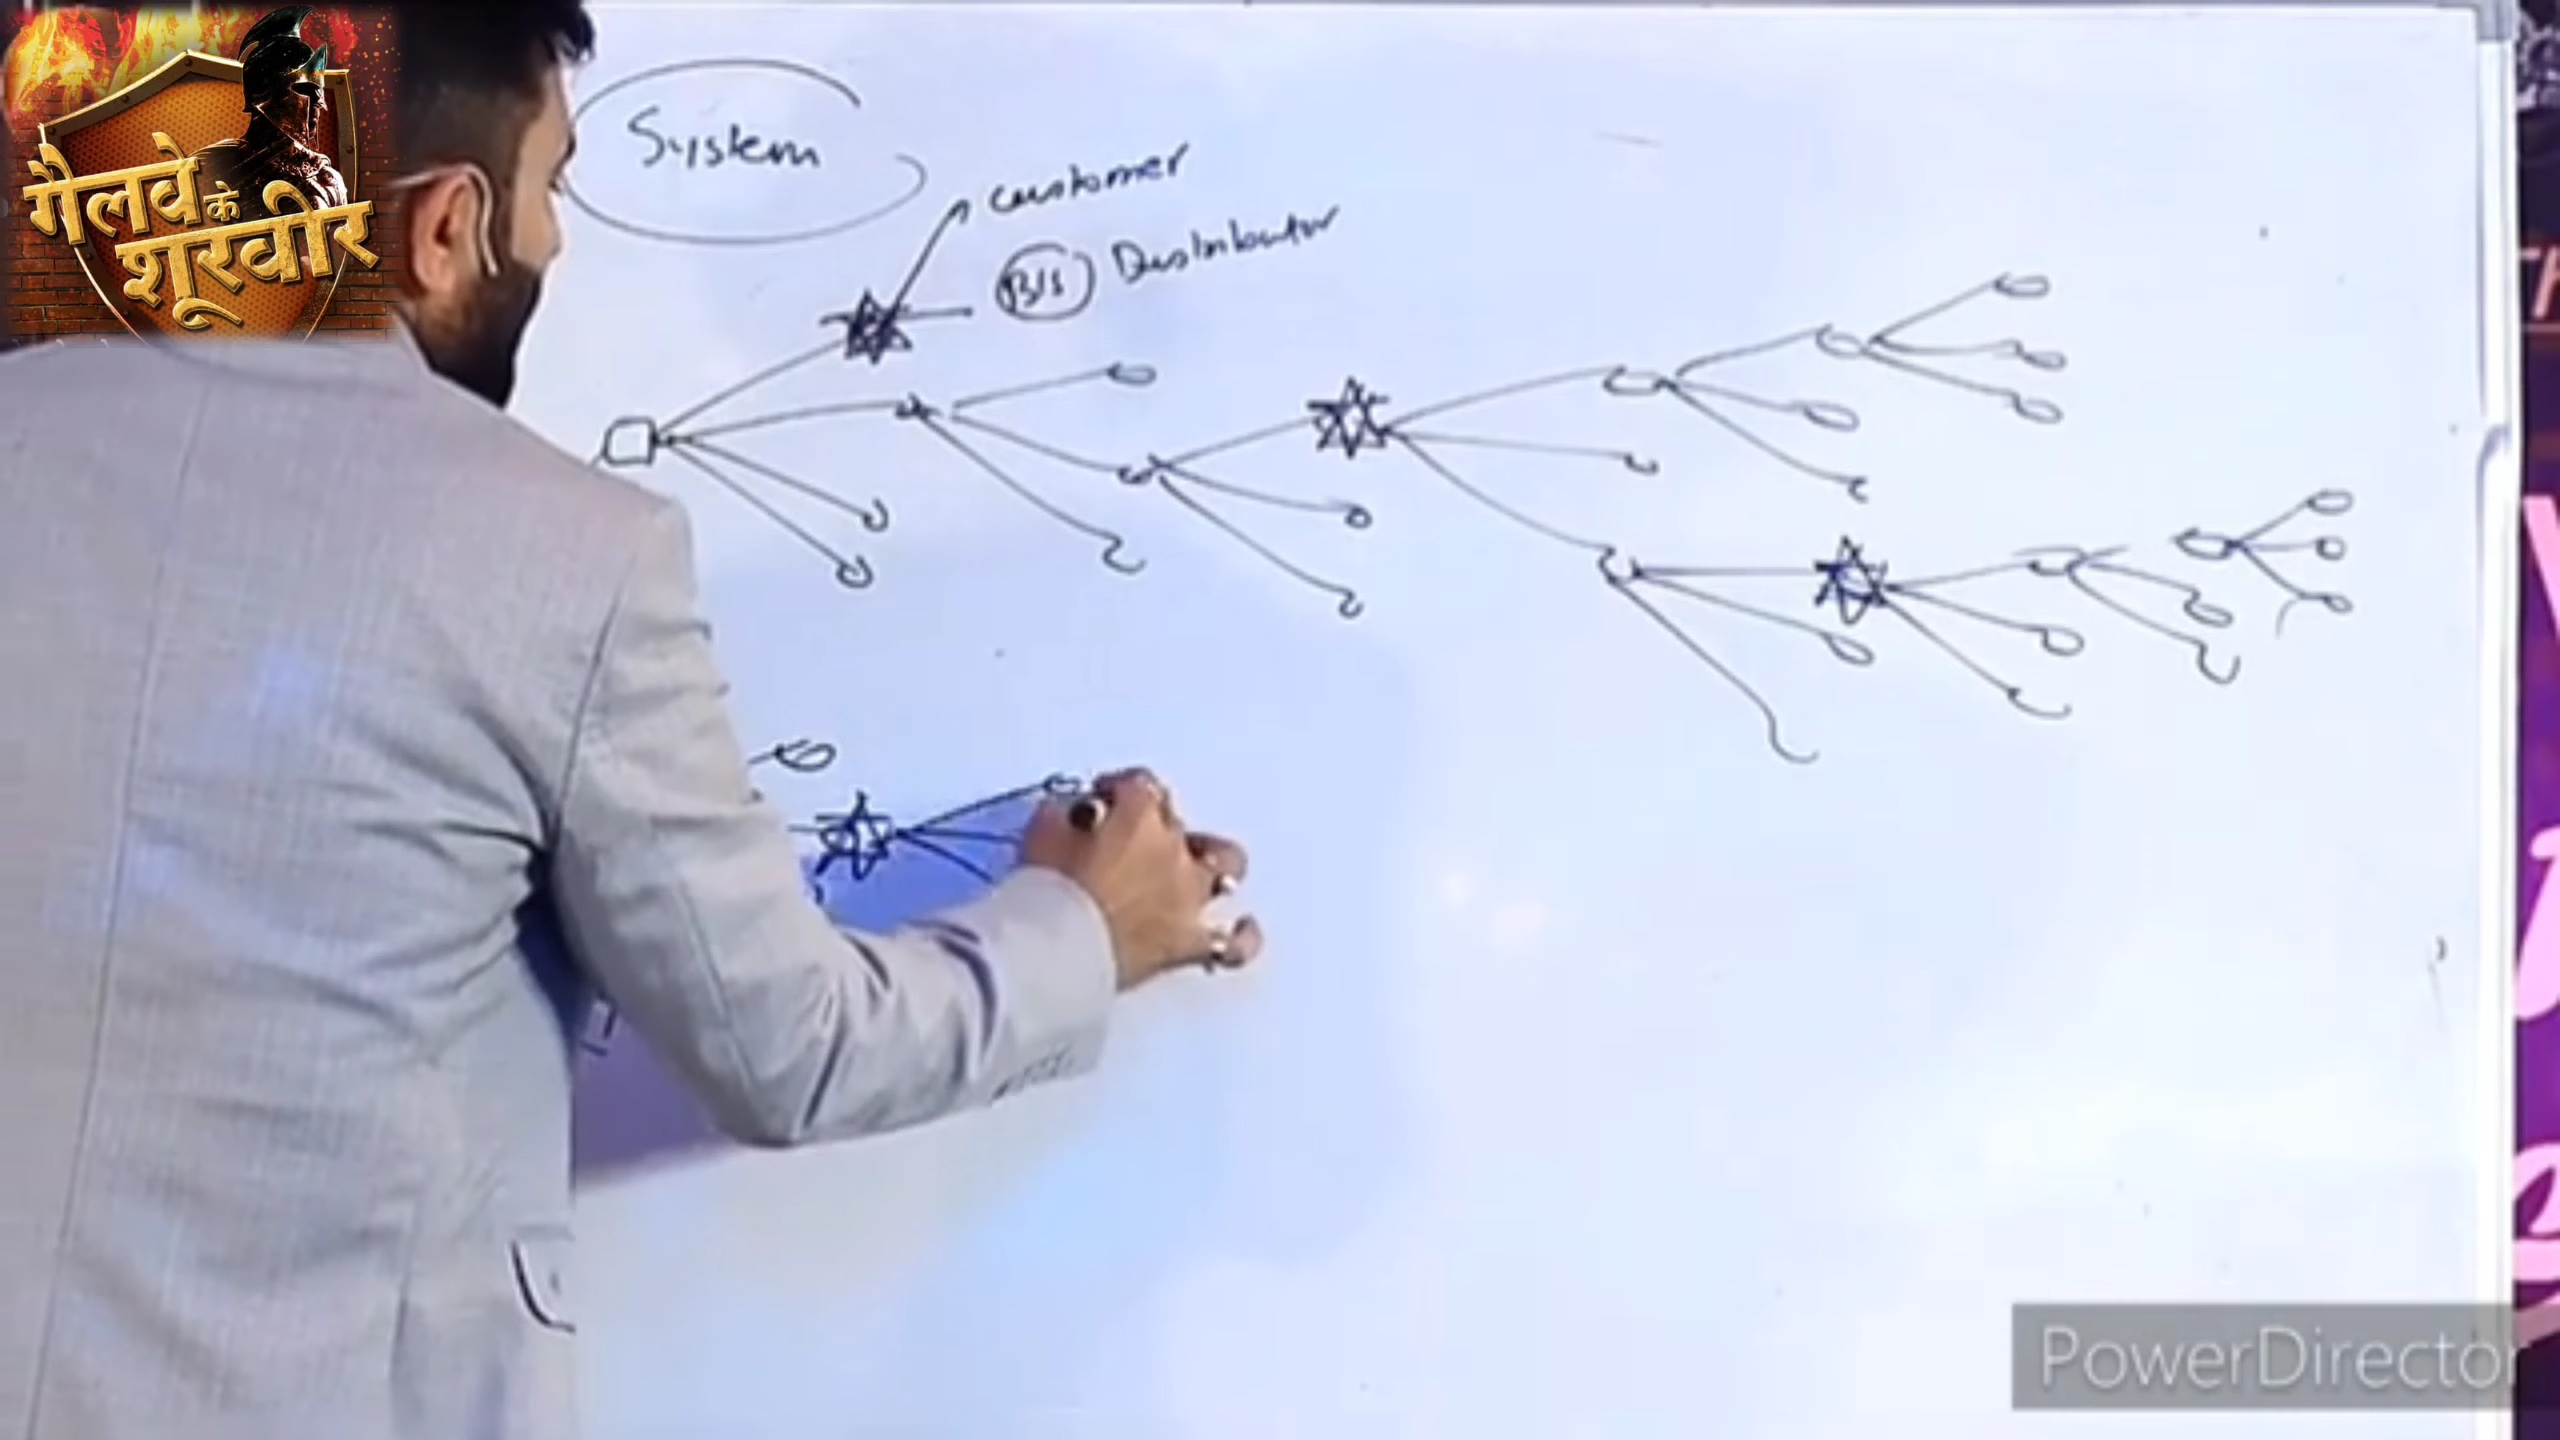 गैलवे के
शूरवीर
System
customer
B/s Distributor
PowerDirector